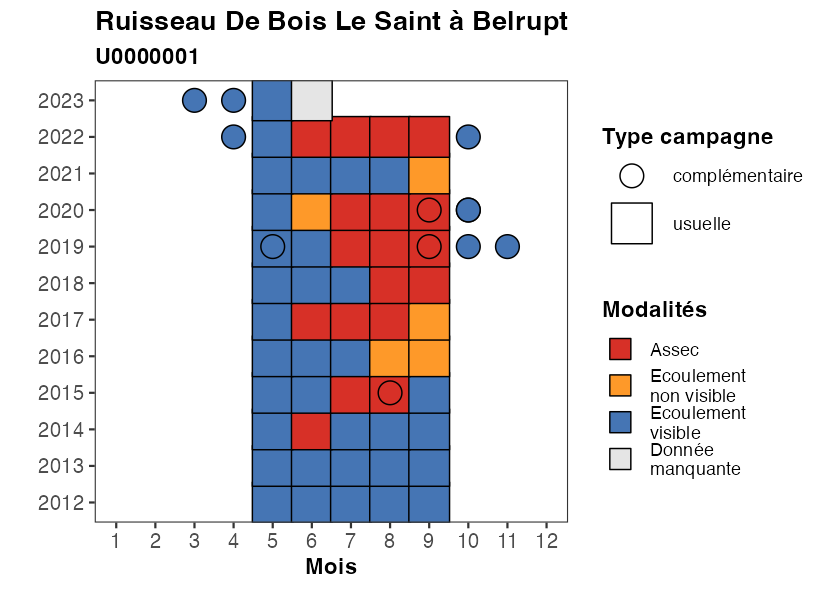 Ruisseau De Bois Le Saint à Belrupt
U0000001
2023
2022
2021
2020
2019
2018
2017
2016
2015
2014
2013
2012
1 2 3 4 5 6 7 8 9 10 11 12
Mois
Type campagne
complémentaire
usuelle
Modalités
Assec
Ecoulement
non visible
Ecoulement
visible
Donnée
manquante